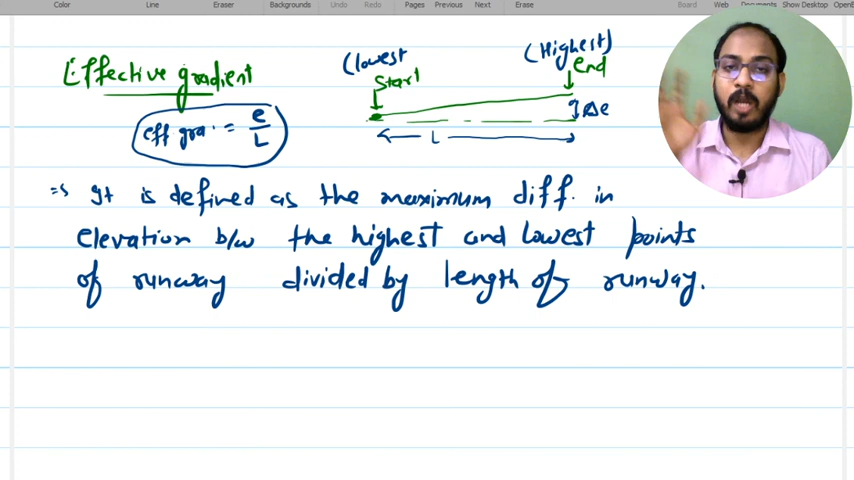 Color Line Eraser Backgrounds Undo Redo Pages Previous Next Erase Board Web Documents Show Desktop
(lowest (Highest)
Effective gradient Start end
eff gra. = e/L Δe
L
=> It is defined as the maximum diff. in
elevation b/w the highest and lowest points
of runway divided by length of runway.